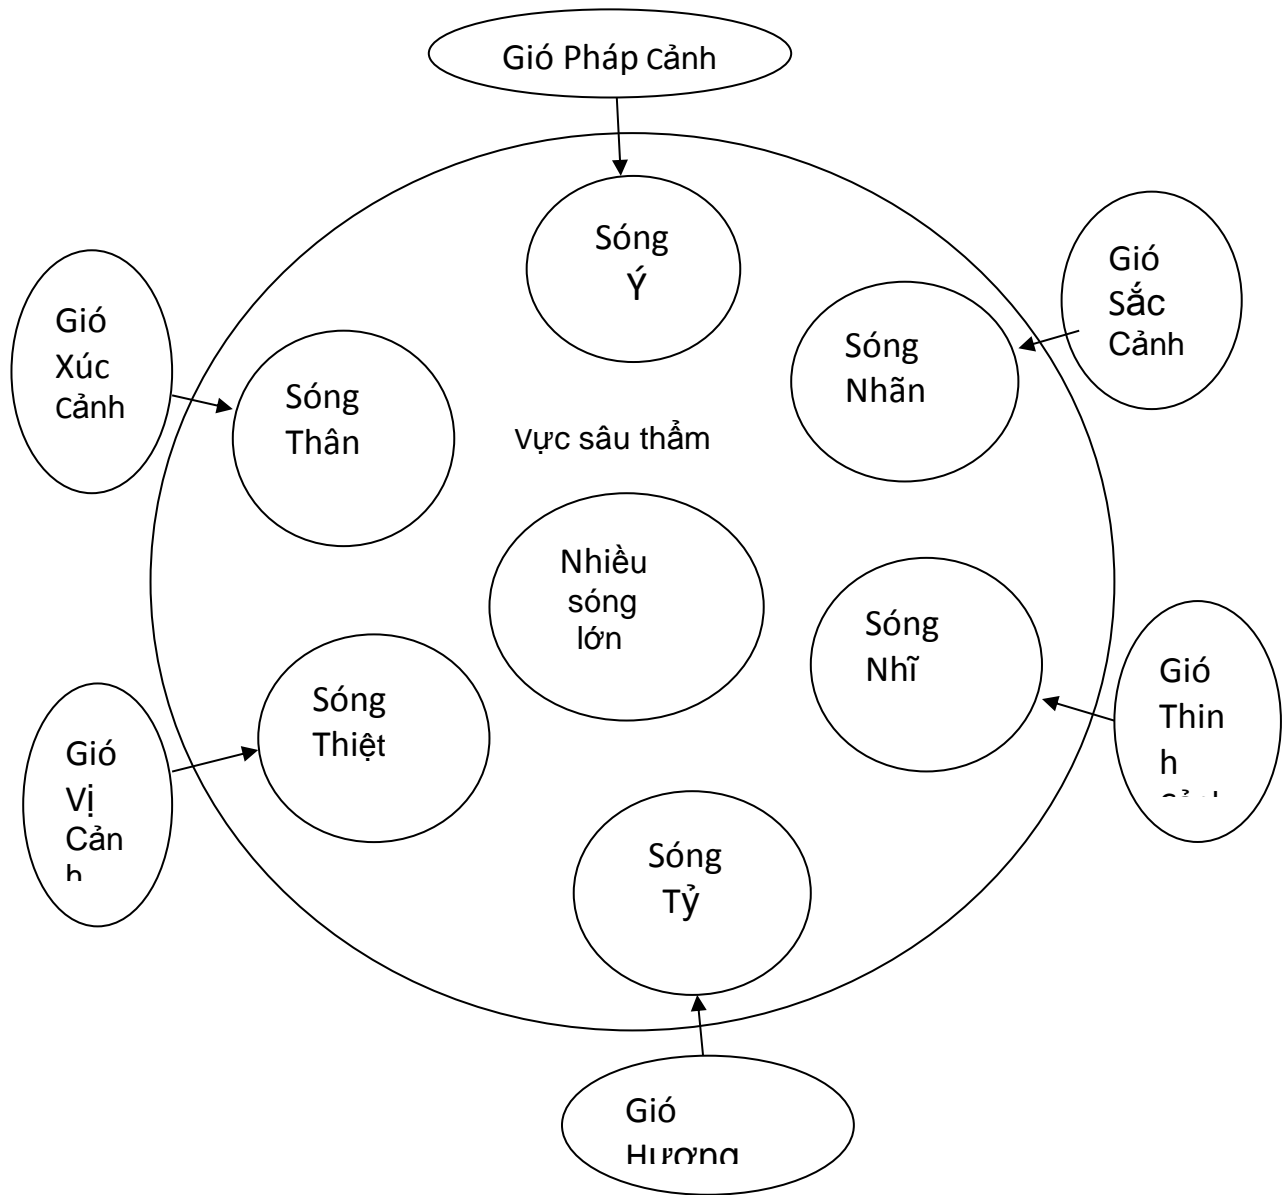 Gió Pháp Cảnh
Sóng
Ý
Gió
Sắc
Cảnh
Gió
Xúc
Cảnh
Sóng
Nhãn
Sóng
Thân
Vực sâu thẳm
Nhiều
sóng
lớn
Sóng
Nhĩ
Gió
Thin
h
Sóng
Thiệt
Gió
Vị
Cản
h
Sóng
Tỷ
Gió
Hương